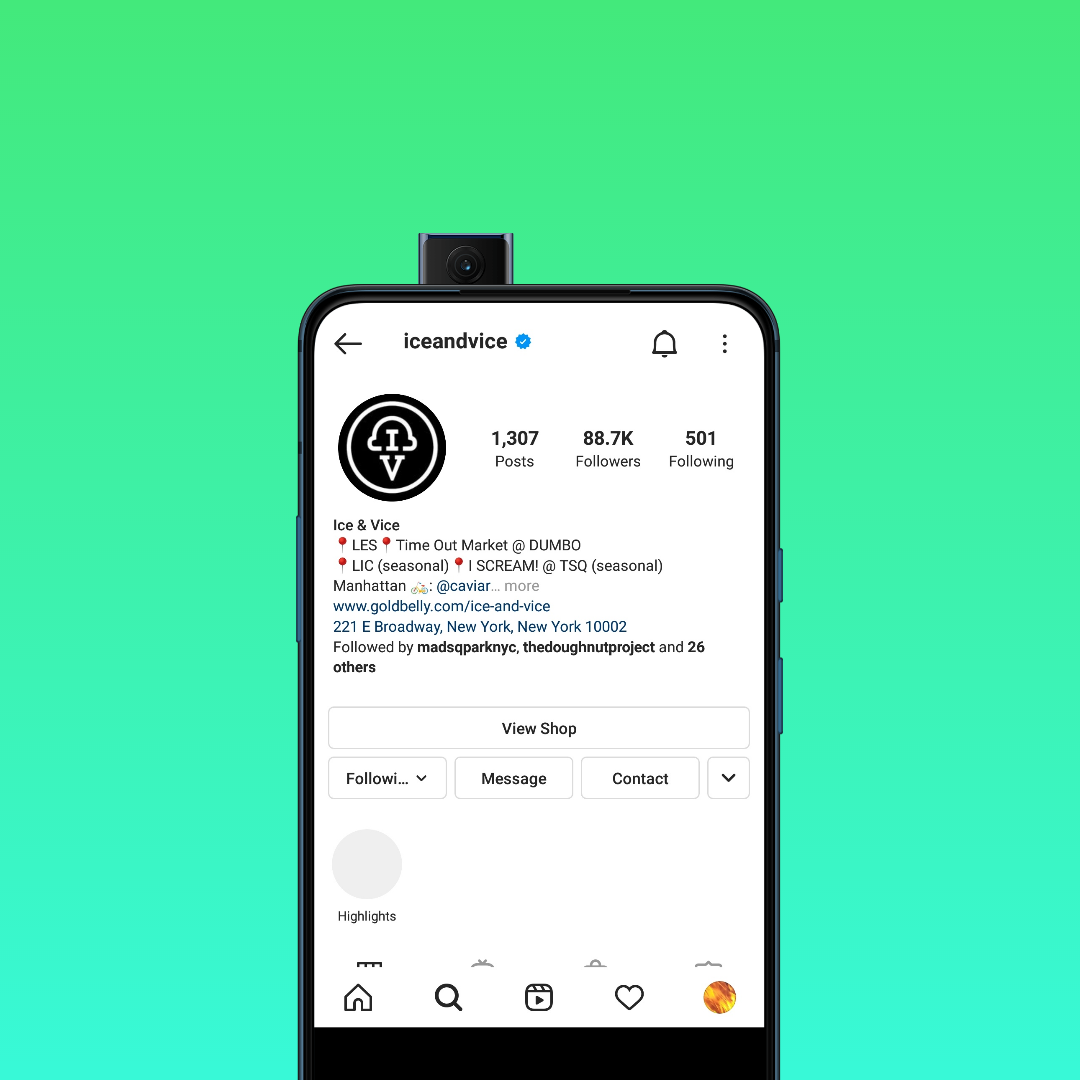 iceandvice
I
V
1,307 88.7K 501
Posts Followers Following
Ice & Vice
📍LES📍Time Out Market @ DUMBO
📍LIC (seasonal)📍I SCREAM! @ TSQ (seasonal)
Manhattan 🚲: @caviar… more
www.goldbelly.com/ice-and-vice
221 E Broadway, New York, New York 10002
Followed by madsqparknyc, thedoughnutproject and 26
others
View Shop
Followi... Message Contact
Highlights